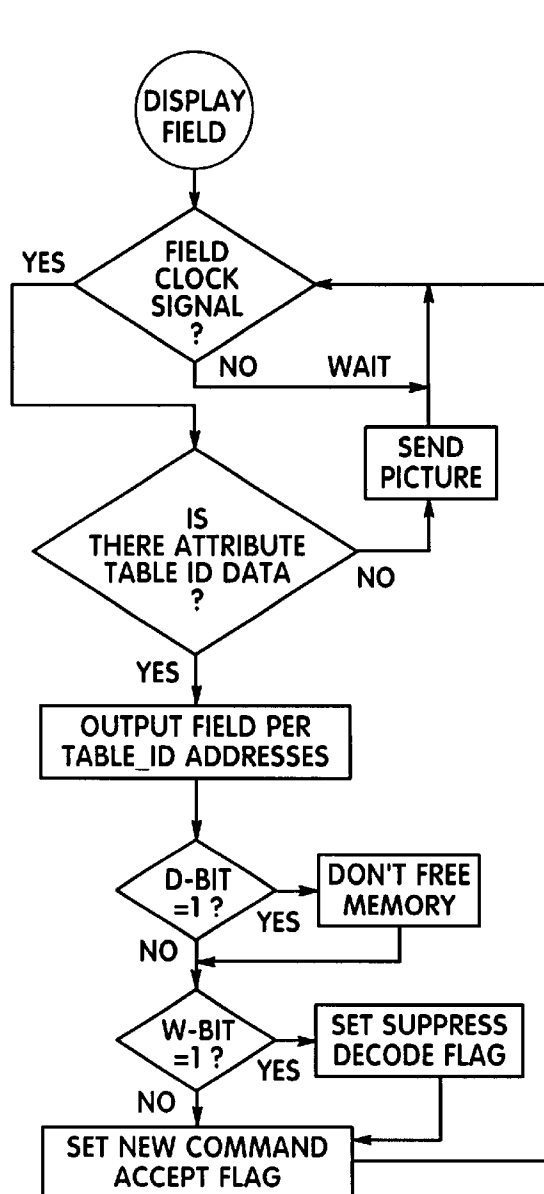 DISPLAY
FIELD
YES
FIELD
CLOCK
SIGNAL
?
NO
WAIT
SEND
PICTURE
IS
THERE ATTRIBUTE
TABLE ID DATA
?
NO
YES
OUTPUT FIELD PER
TABLE_ID ADDRESSES
D-BIT
=1 ?
YES
DON'T FREE
MEMORY
NO
W-BIT
=1 ?
YES
SET SUPPRESS
DECODE FLAG
NO
SET NEW COMMAND
ACCEPT FLAG